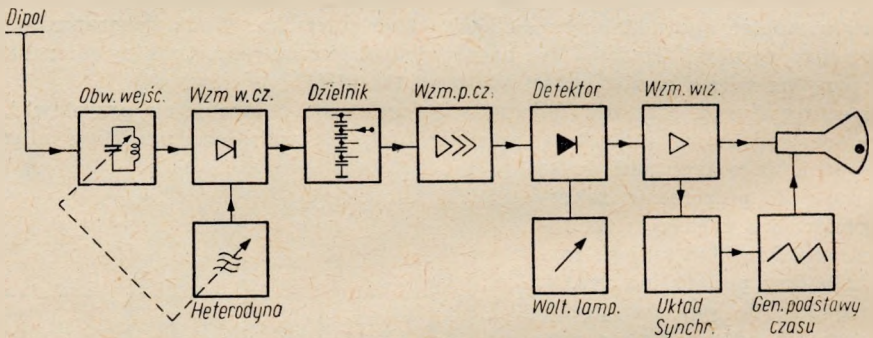 Dipol
Obw. wejśc.
Wzm w.cz.
Dzielnik
Wzm.p.cz.
Detektor
Wzm. wiz.
Heterodyna
Wolt. lamp.
Układ
Synchr.
Gen. podstawy
czasu